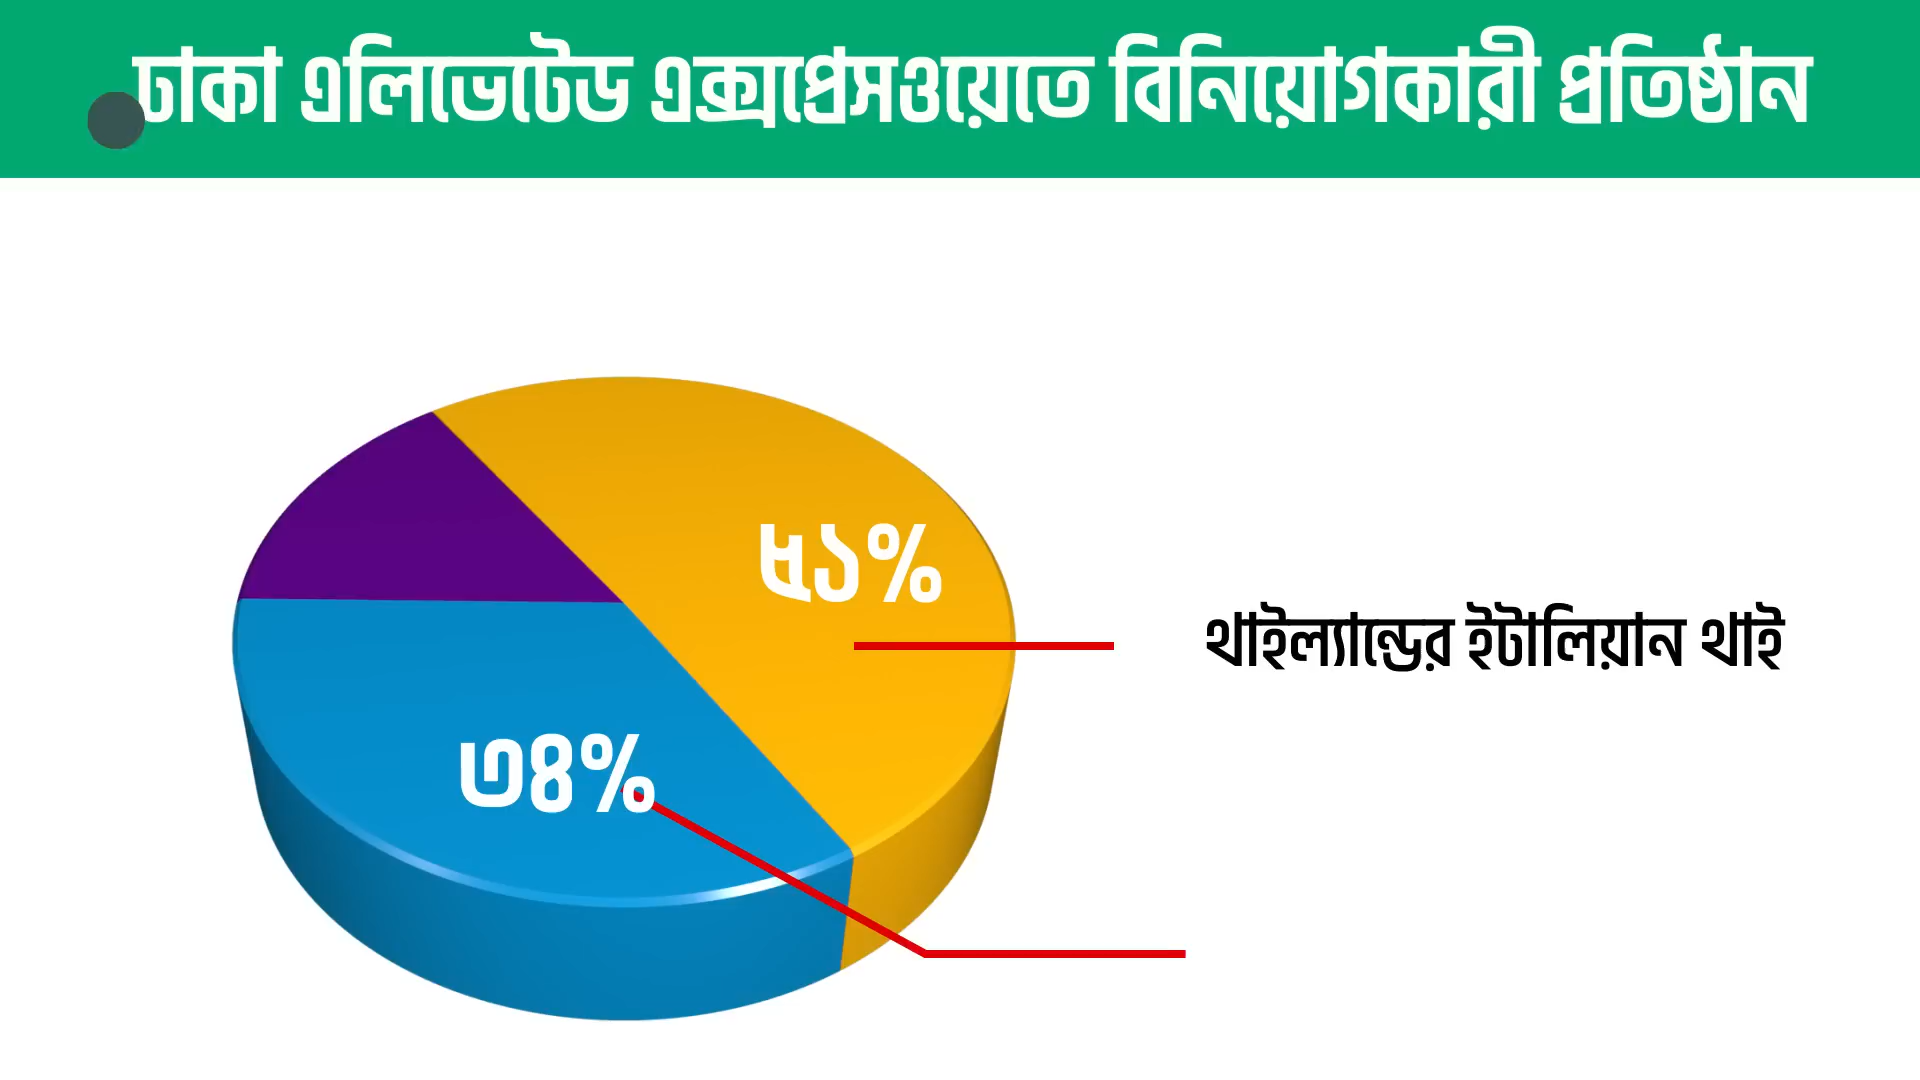 ঢাকা এলিভেটেড এক্সপ্রেসওয়েতে বিনিয়োগকারী প্রতিষ্ঠান
৫১%
থাইল্যান্ডের ইটালিয়ান থাই
৩৪%